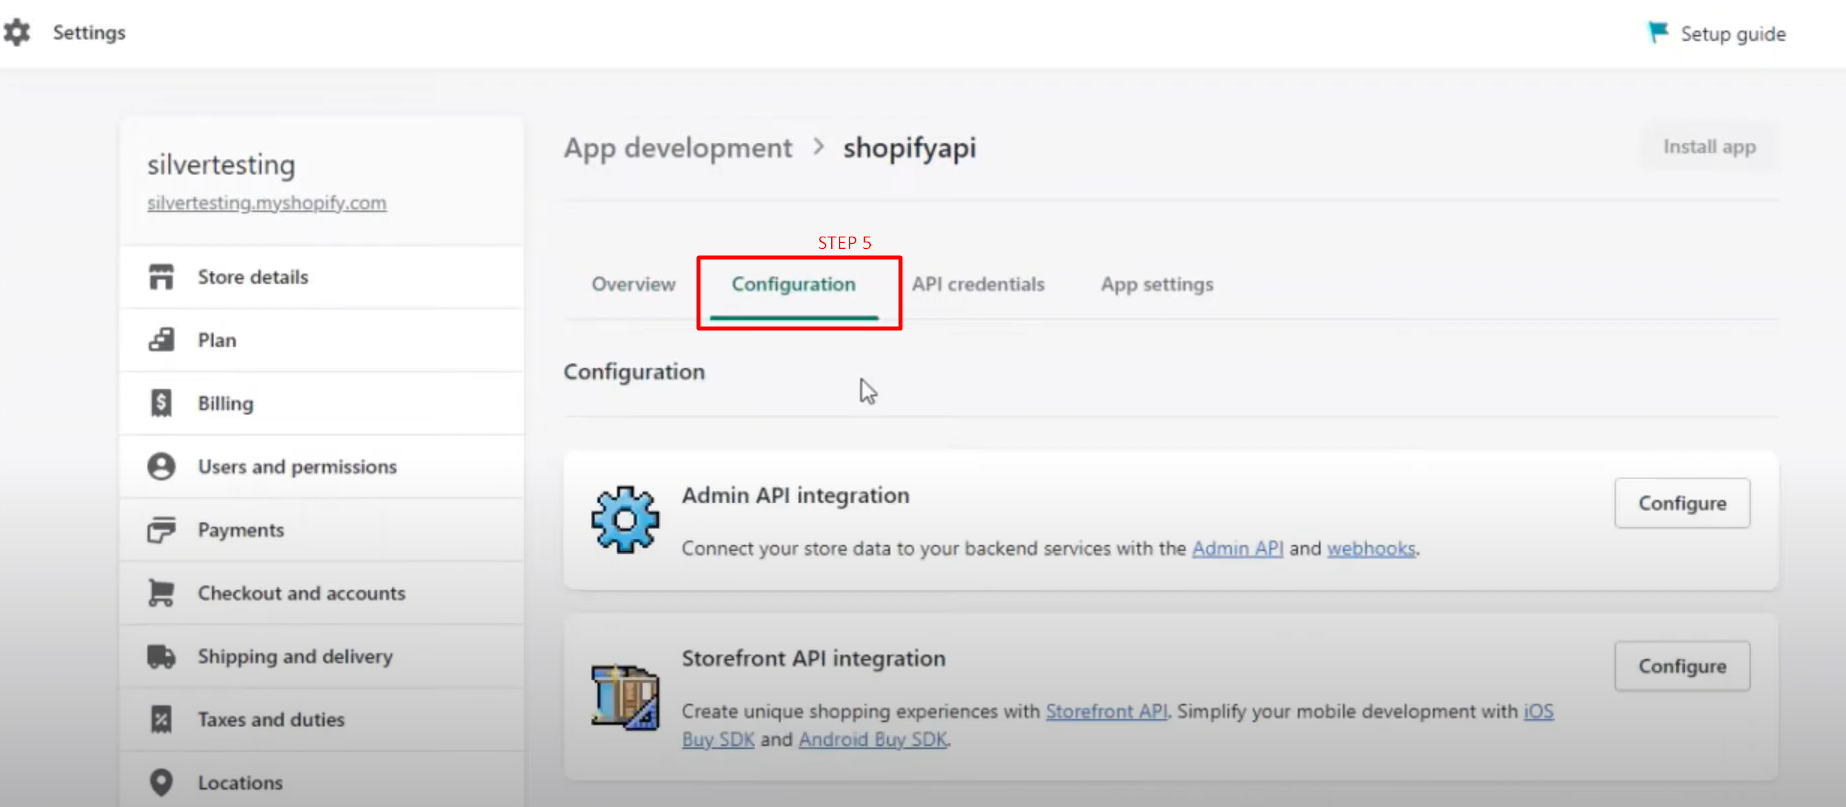 Settings
Setup guide
silvertesting
silvertesting.myshopify.com
Store details
Plan
Billing
Users and permissions
Payments
Checkout and accounts
Shipping and delivery
Taxes and duties
Locations
App development > shopifyapi
Install app
STEP 5
Overview Configuration API credentials App settings
Configuration
Admin API integration
Configure
Connect your store data to your backend services with the Admin API and webhooks.
Storefront API integration
Configure
Create unique shopping experiences with Storefront API. Simplify your mobile development with iOS
Buy SDK and Android Buy SDK.